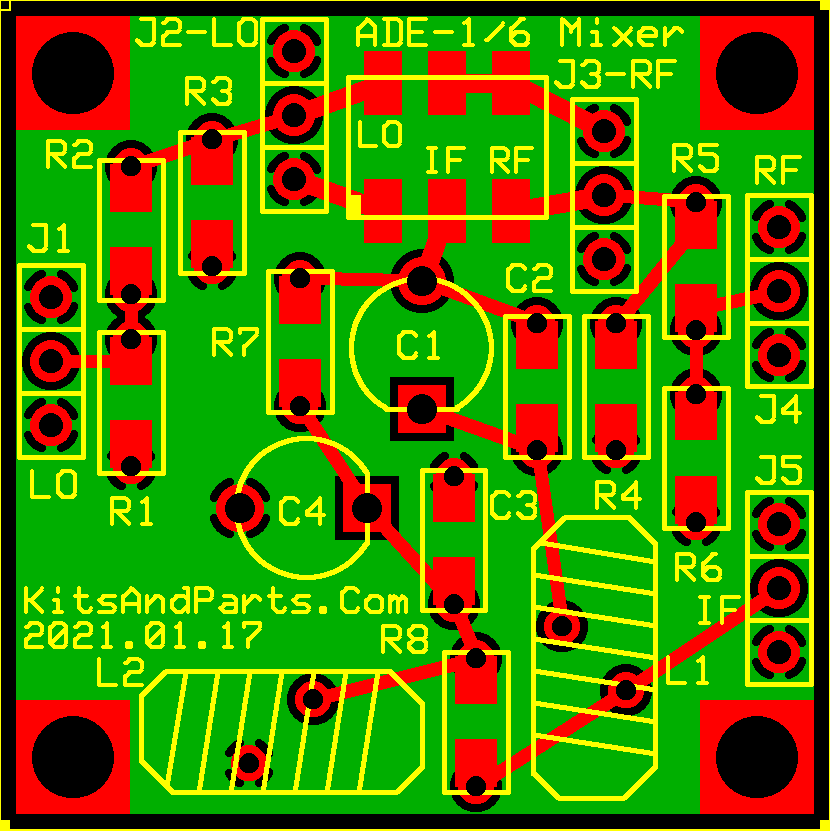 J2-LO ADE-1/6 Mixer
J3-RF
R3
LO
R2 IF RF R5 RF
J1
C2
R7 C1
J4
LO J5
R1 C4 C3 R4
R6
KitsAndParts.Com IF
2021.01.17 R8
L2 L1